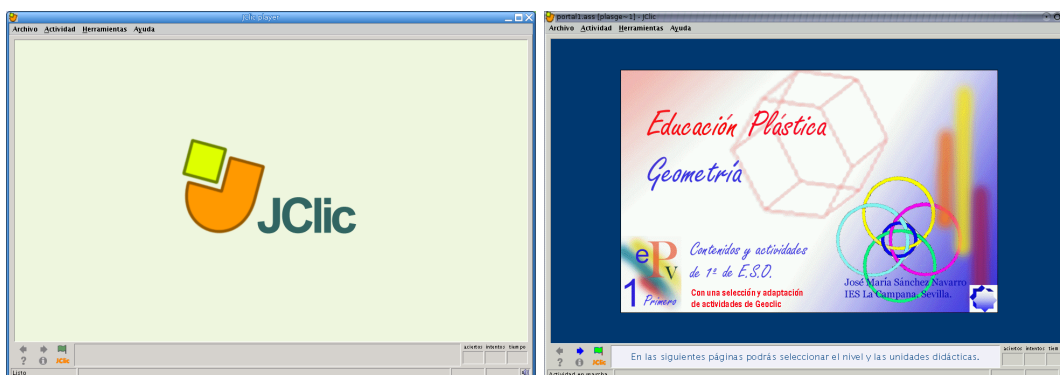 JClic player
Archivo Actividad Herramientas Ayuda
JClic
aciertos intentos tiempo
JClic
Listo
portal1.ass [plasge~1] - JClic
Archivo Actividad Herramientas Ayuda
Educación Plástica
Geometría
Contenidos y actividades
de 1º de E.S.O.
ePv
1 Primero
Con una selección y adaptación
de actividades de Geoclic
José María Sánchez Navarro
IES La Campana. Sevilla.
En las siguientes páginas podrás seleccionar el nivel y las unidades didácticas.
aciertos intentos tiem
JClic
Actividad en marcha